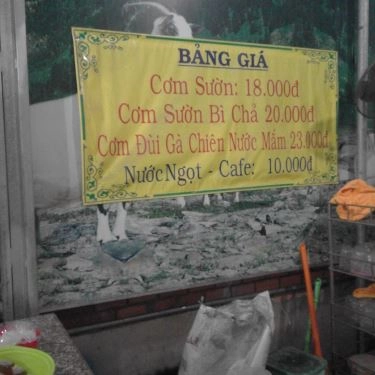 BẢNG GIÁ
Cơm Sườn: 18.000đ
Cơm Sườn Bì Chả 20.000đ
Cơm Đùi Gà Chiên Nước Mắm 23.000đ
Nước Ngọt - Cafe: 10.000đ